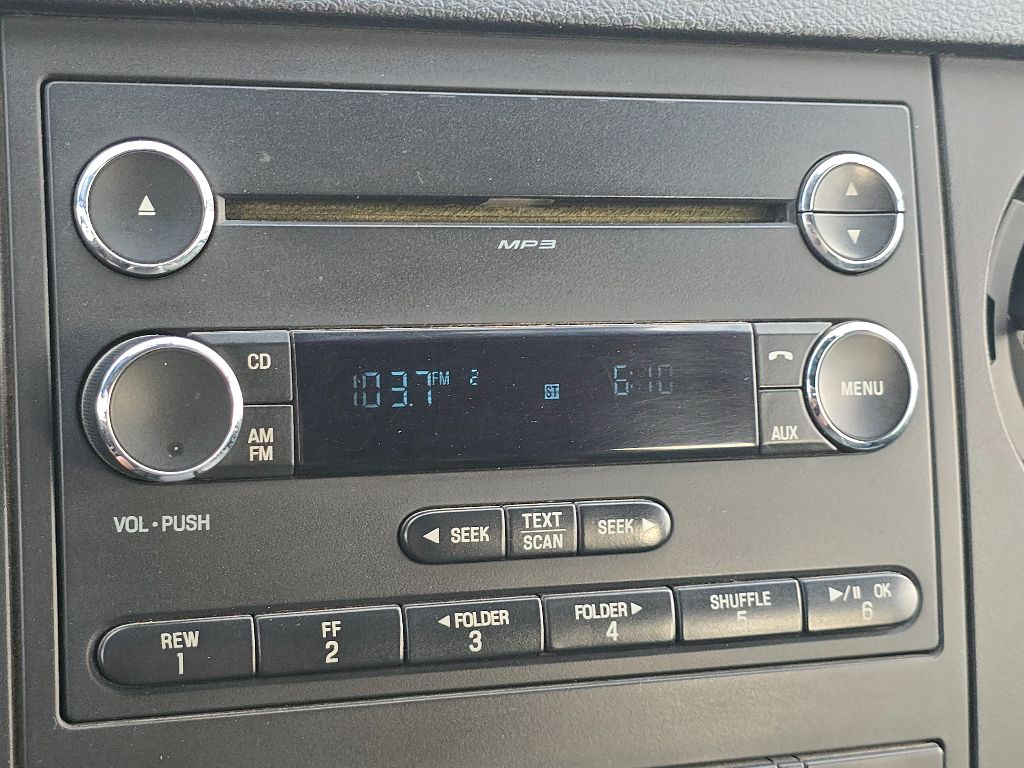 MP3
CD
AM
FM
103.7 FM 2 ST 6:10
MENU
AUX
VOL • PUSH
◀ SEEK
TEXT
SCAN
SEEK ▶
REW
1
FF
2
◀ FOLDER
3
FOLDER ▶
4
SHUFFLE
5
▶/II OK
6